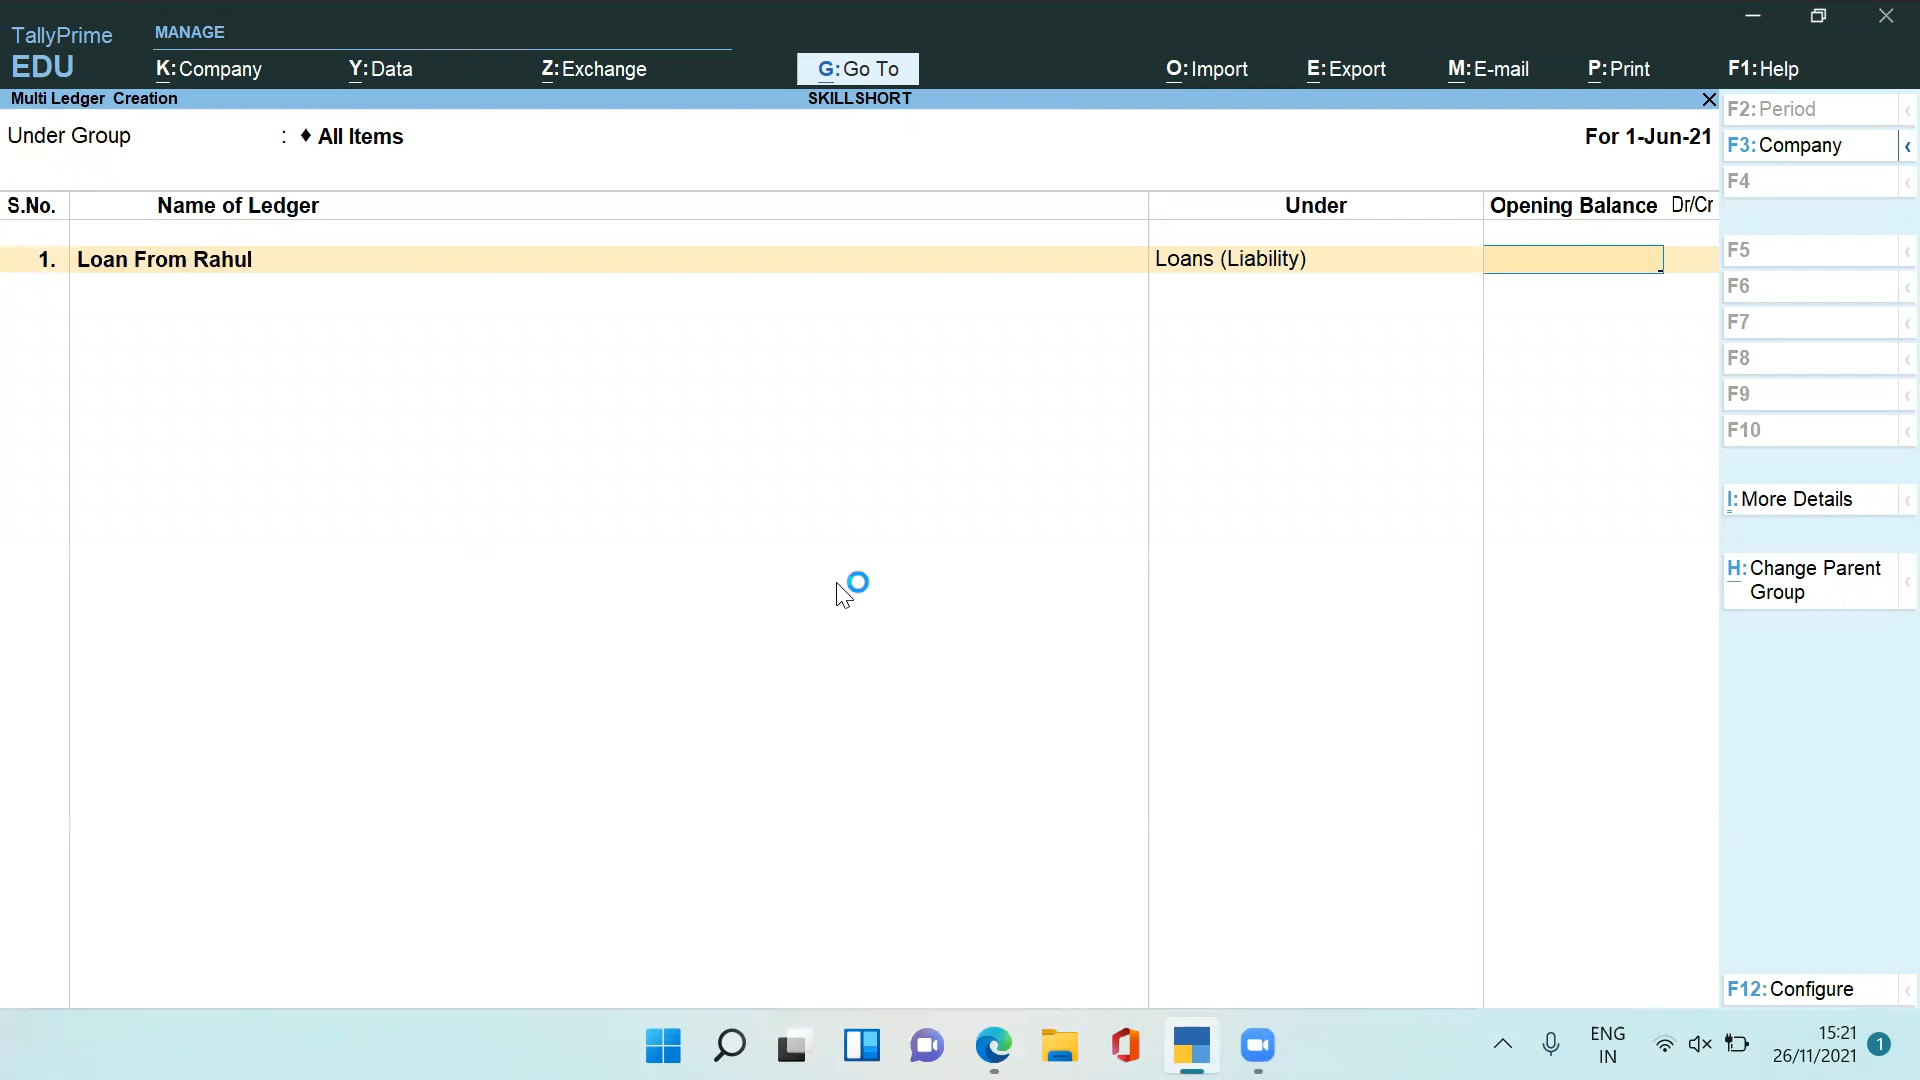 TallyPrime
EDU
MANAGE
K:Company
Y:Data
Z:Exchange
G:Go To
O:Import
E:Export
M:E-mail
P:Print
F1:Help
Multi Ledger Creation
SKILLSHORT
Under Group : ♦ All Items
For 1-Jun-21
S.No. Name of Ledger Under Opening Balance Dr/Cr
1. Loan From Rahul Loans (Liability)
F2:Period
F3:Company
F4
F5
F6
F7
F8
F9
F10
I:More Details
H:Change Parent
Group
F12:Configure
ENG
IN
15:21
26/11/2021
1